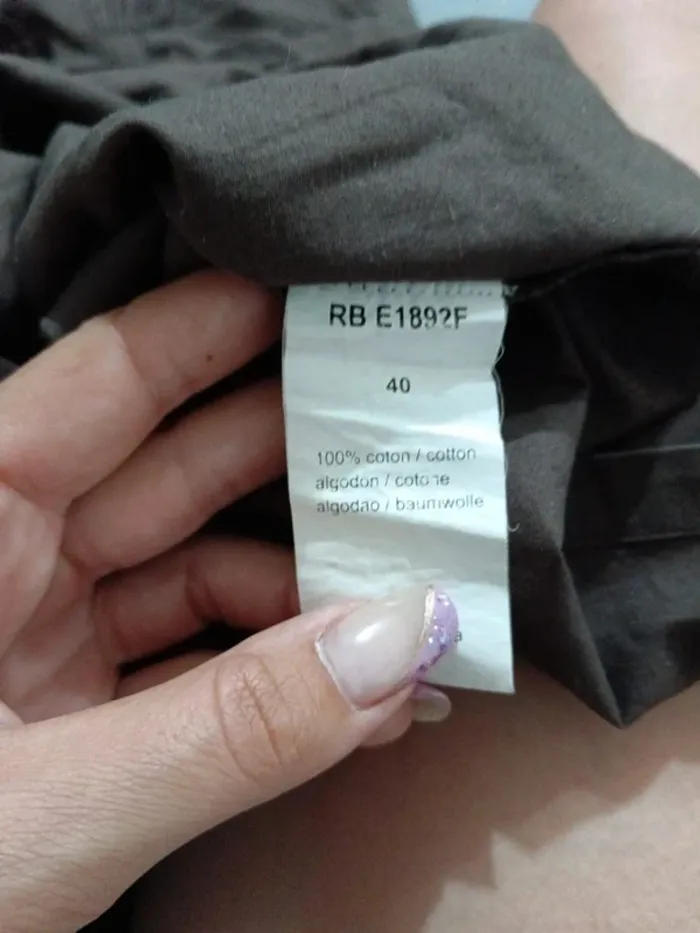 RB E1892F
40
100% coton / cotton
algodon / cotone
algodao / baumwolle